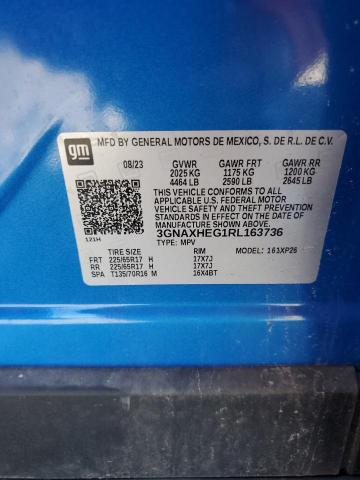 gm
MFD BY GENERAL MOTORS DE MEXICO, S. DE R.L. DE C.V.
08/23 GVWR GAWR FRT GAWR RR
2025 KG 1175 KG 1200 KG
4464 LB 2590 LB 2645 LB
THIS VEHICLE CONFORMS TO ALL
APPLICABLE U.S. FEDERAL MOTOR
VEHICLE SAFETY AND THEFT PREVENTION
STANDARDS IN EFFECT ON THE
DATE OF MANUFACTURE SHOWN ABOVE.
3GNAXHEG1RL163736
121H TYPE: MPV MODEL: 161XP26
TIRE SIZE RIM
FRT 225/65R17 H 17X7J
RR 225/65R17 H 17X7J
SPA T135/70R16 M 16X4BT